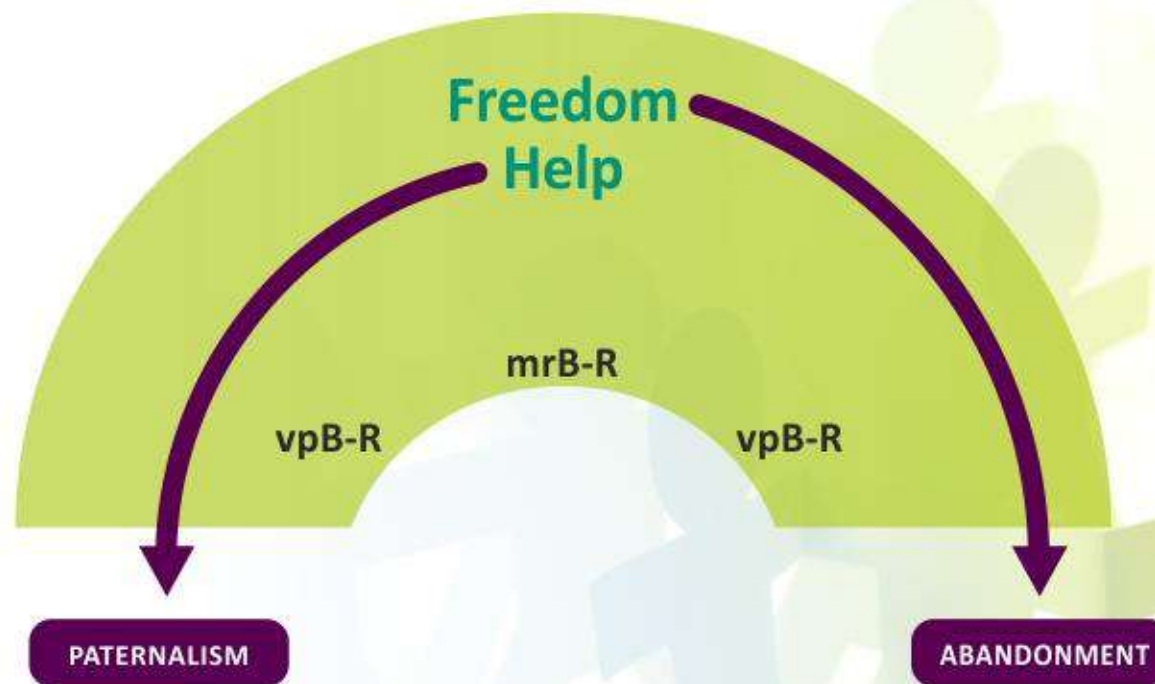 Freedom
Help
mrB-R
vpB-R
vpB-R
PATERNALISM
ABANDONMENT